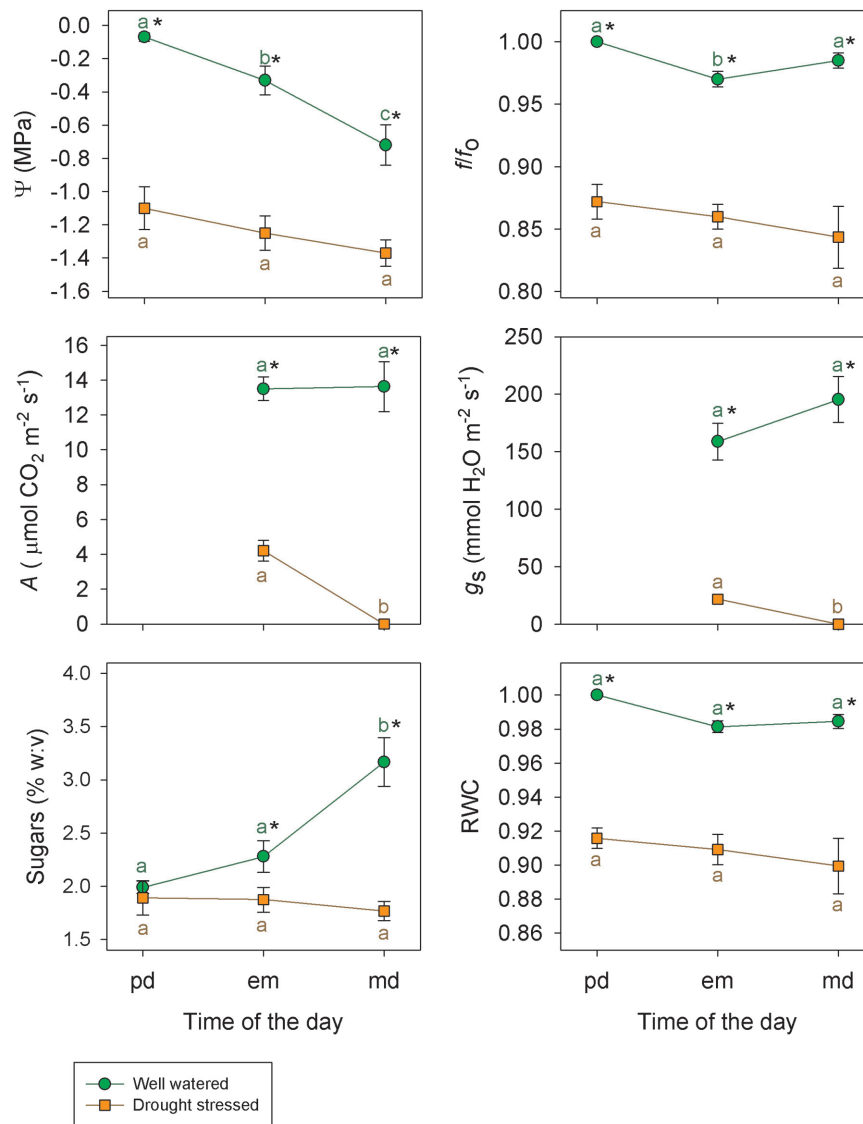 Ψ (MPa)
0.0
-0.2
-0.4
-0.6
-0.8
-1.0
-1.2
-1.4
-1.6
a *
b*
c*
a
a
a
f/fo
1.00
0.95
0.90
0.85
0.80
a*
b*
a*
a
a
a
A ( μmol CO2 m-2 s-1)
16
14
12
10
8
6
4
2
0
a*
a*
a
b
gs (mmol H2O m-2 s-1)
250
200
150
100
50
0
a*
a*
a
b
Sugars (% w:v)
4.0
3.5
3.0
2.5
2.0
1.5
a
a*
b*
a
a
a
pd em md
Time of the day
RWC
1.00
0.98
0.96
0.94
0.92
0.90
0.88
0.86
a*
a*
a*
a
a
a
pd em md
Time of the day
Well watered
Drought stressed